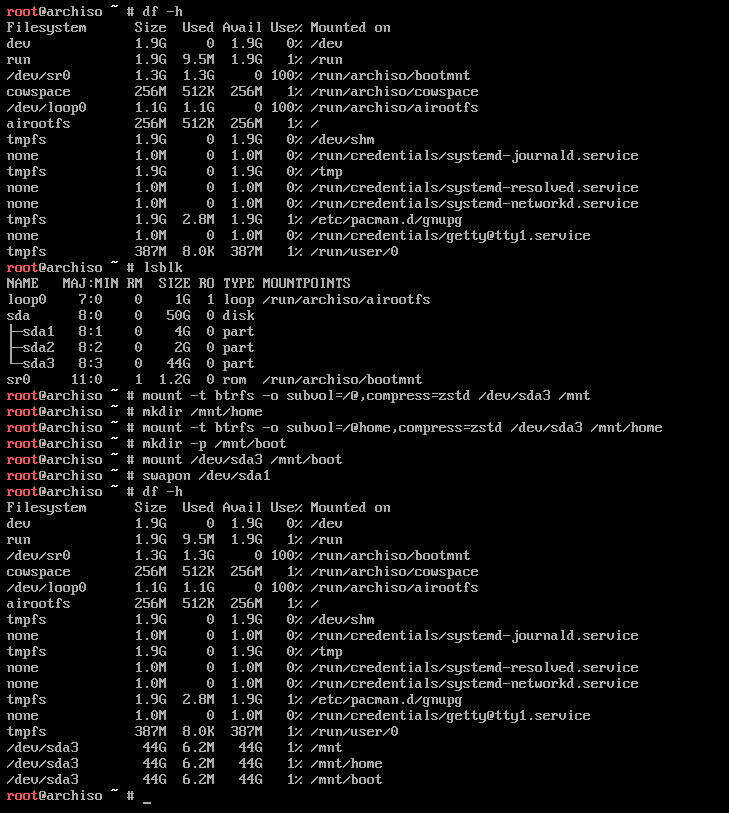 root@archiso ~ # df -h
Filesystem      Size  Used Avail Use% Mounted on
dev             1.9G     0  1.9G   0% /dev
run             1.9G  9.5M  1.9G   1% /run
/dev/sr0        1.3G  1.3G     0 100% /run/archiso/bootmnt
cowspace        256M  512K  256M   1% /run/archiso/cowspace
/dev/loop0      1.1G  1.1G     0 100% /run/archiso/airootfs
airootfs        256M  512K  256M   1% /
tmpfs           1.9G     0  1.9G   0% /dev/shm
none            1.0M     0  1.0M   0% /run/credentials/systemd-journald.service
tmpfs           1.9G     0  1.9G   0% /tmp
none            1.0M     0  1.0M   0% /run/credentials/systemd-resolved.service
none            1.0M     0  1.0M   0% /run/credentials/systemd-networkd.service
tmpfs           1.9G  2.8M  1.9G   1% /etc/pacman.d/gnupg
none            1.0M     0  1.0M   0% /run/credentials/getty@tty1.service
tmpfs           387M  8.0K  387M   1% /run/user/0
root@archiso ~ # lsblk
NAME   MAJ:MIN RM  SIZE RO TYPE MOUNTPOINTS
loop0    7:0    0    1G  1 loop /run/archiso/airootfs
sda      8:0    0   50G  0 disk
├─sda1   8:1    0    4G  0 part
├─sda2   8:2    0    2G  0 part
└─sda3   8:3    0   44G  0 part
sr0     11:0    1  1.2G  0 rom  /run/archiso/bootmnt
root@archiso ~ # mount -t btrfs -o subvol=/@,compress=zstd /dev/sda3 /mnt
root@archiso ~ # mkdir /mnt/home
root@archiso ~ # mount -t btrfs -o subvol=/@home,compress=zstd /dev/sda3 /mnt/home
root@archiso ~ # mkdir -p /mnt/boot
root@archiso ~ # mount /dev/sda3 /mnt/boot
root@archiso ~ # swapon /dev/sda1
root@archiso ~ # df -h
Filesystem      Size  Used Avail Use% Mounted on
dev             1.9G     0  1.9G   0% /dev
run             1.9G  9.5M  1.9G   1% /run
/dev/sr0        1.3G  1.3G     0 100% /run/archiso/bootmnt
cowspace        256M  512K  256M   1% /run/archiso/cowspace
/dev/loop0      1.1G  1.1G     0 100% /run/archiso/airootfs
airootfs        256M  512K  256M   1% /
tmpfs           1.9G     0  1.9G   0% /dev/shm
none            1.0M     0  1.0M   0% /run/credentials/systemd-journald.service
tmpfs           1.9G     0  1.9G   0% /tmp
none            1.0M     0  1.0M   0% /run/credentials/systemd-resolved.service
none            1.0M     0  1.0M   0% /run/credentials/systemd-networkd.service
tmpfs           1.9G  2.8M  1.9G   1% /etc/pacman.d/gnupg
none            1.0M     0  1.0M   0% /run/credentials/getty@tty1.service
tmpfs           387M  8.0K  387M   1% /run/user/0
/dev/sda3        44G  6.2M   44G   1% /mnt
/dev/sda3        44G  6.2M   44G   1% /mnt/home
/dev/sda3        44G  6.2M   44G   1% /mnt/boot
root@archiso ~ # _